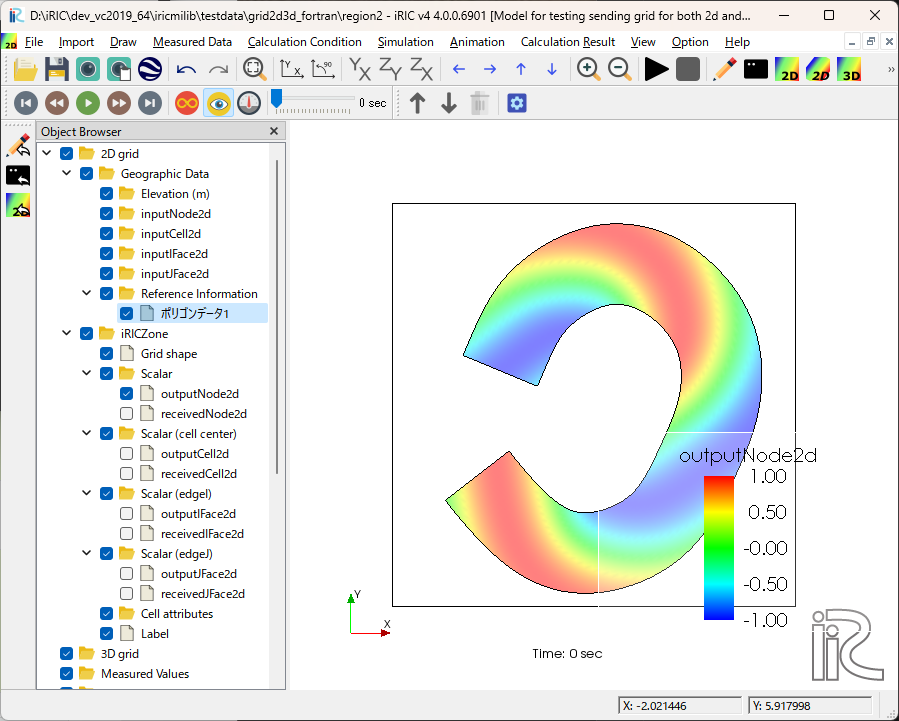 D:\iRIC\dev_vc2019_64\iricmilib\testdata\grid2d3d_fortran\region2 - iRIC v4 4.0.0.6901 [Model for testing sending grid for both 2d and...
File Import Draw Measured Data Calculation Condition Simulation Animation Calculation Result View Option Help
2D 2D 3D
0 sec
Object Browser
2D grid
Geographic Data
Elevation (m)
inputNode2d
inputCell2d
inputIFace2d
inputJFace2d
Reference Information
ポリゴンデータ1
iRICZone
Grid shape
Scalar
outputNode2d
receivedNode2d
Scalar (cell center)
outputCell2d
receivedCell2d
Scalar (edgeI)
outputIFace2d
receivedIFace2d
Scalar (edgeJ)
outputJFace2d
receivedJFace2d
Cell attributes
Label
3D grid
Measured Values
outputNode2d
1.00
0.50
-0.00
-0.50
-1.00
Y
X
Time: 0 sec
iRIC
X: -2.021446
Y: 5.917998